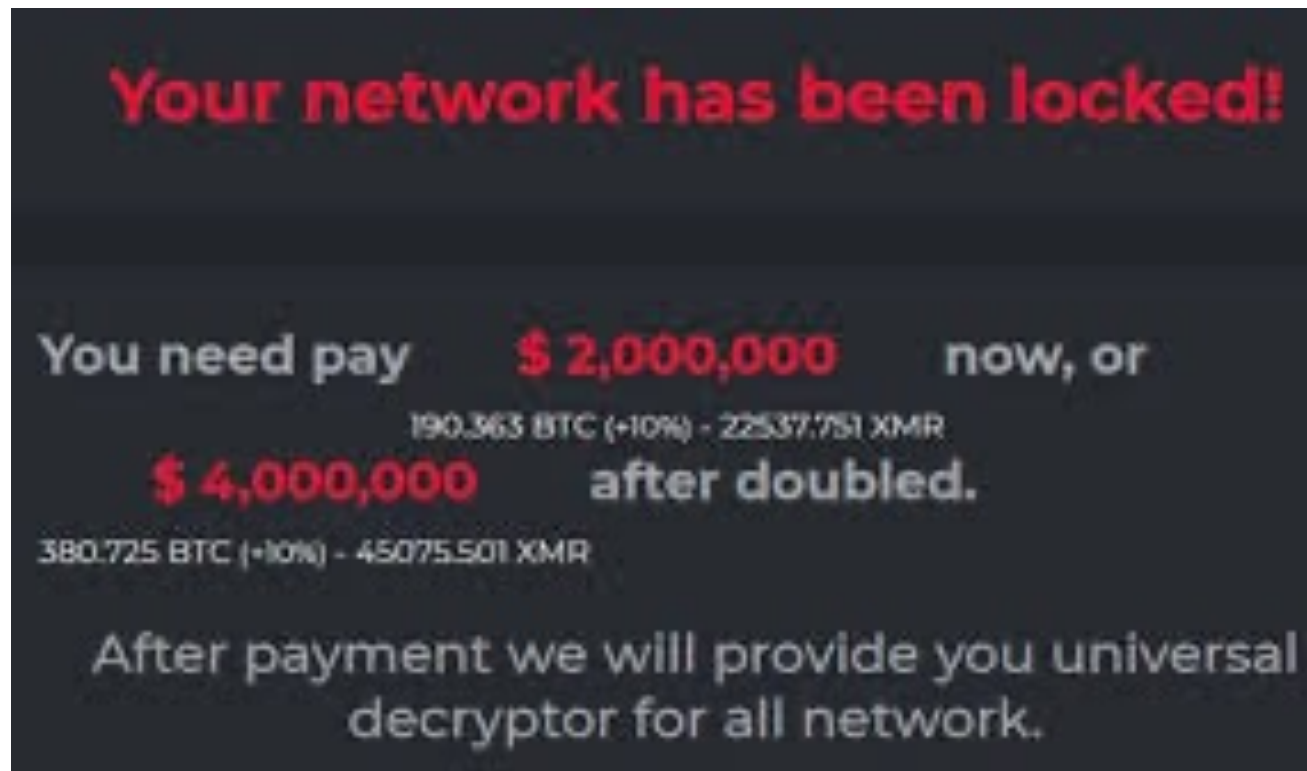 Your network has been locked!
You need pay $ 2,000,000 now, or
190.363 BTC (+10%) - 22537.751 XMR
$ 4,000,000 after doubled.
380.725 BTC (+10%) - 45075.501 XMR
After payment we will provide you universal
decryptor for all network.